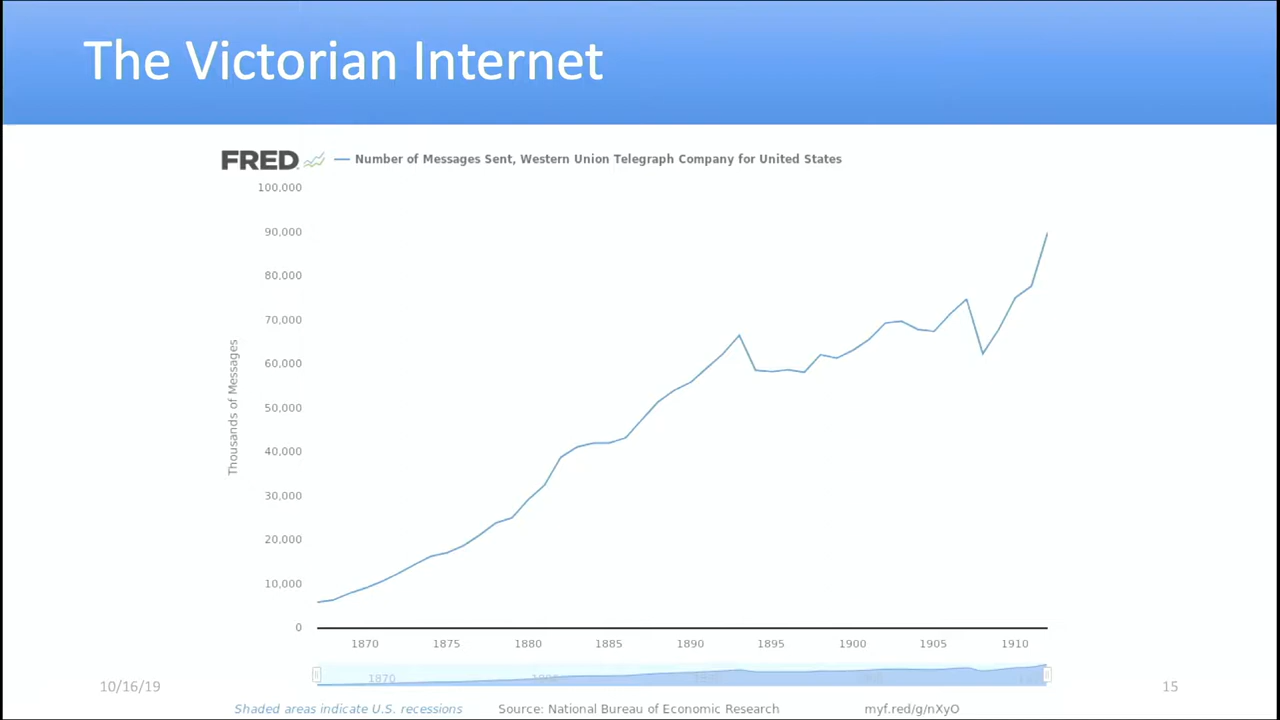 The Victorian Internet
FRED — Number of Messages Sent, Western Union Telegraph Company for United States
100,000
90,000
80,000
70,000
60,000
50,000
40,000
30,000
20,000
10,000
0
Thousands of Messages
1870 1875 1880 1885 1890 1895 1900 1905 1910
1870
10/16/19
15
Shaded areas indicate U.S. recessions Source: National Bureau of Economic Research myf.red/g/nXyO